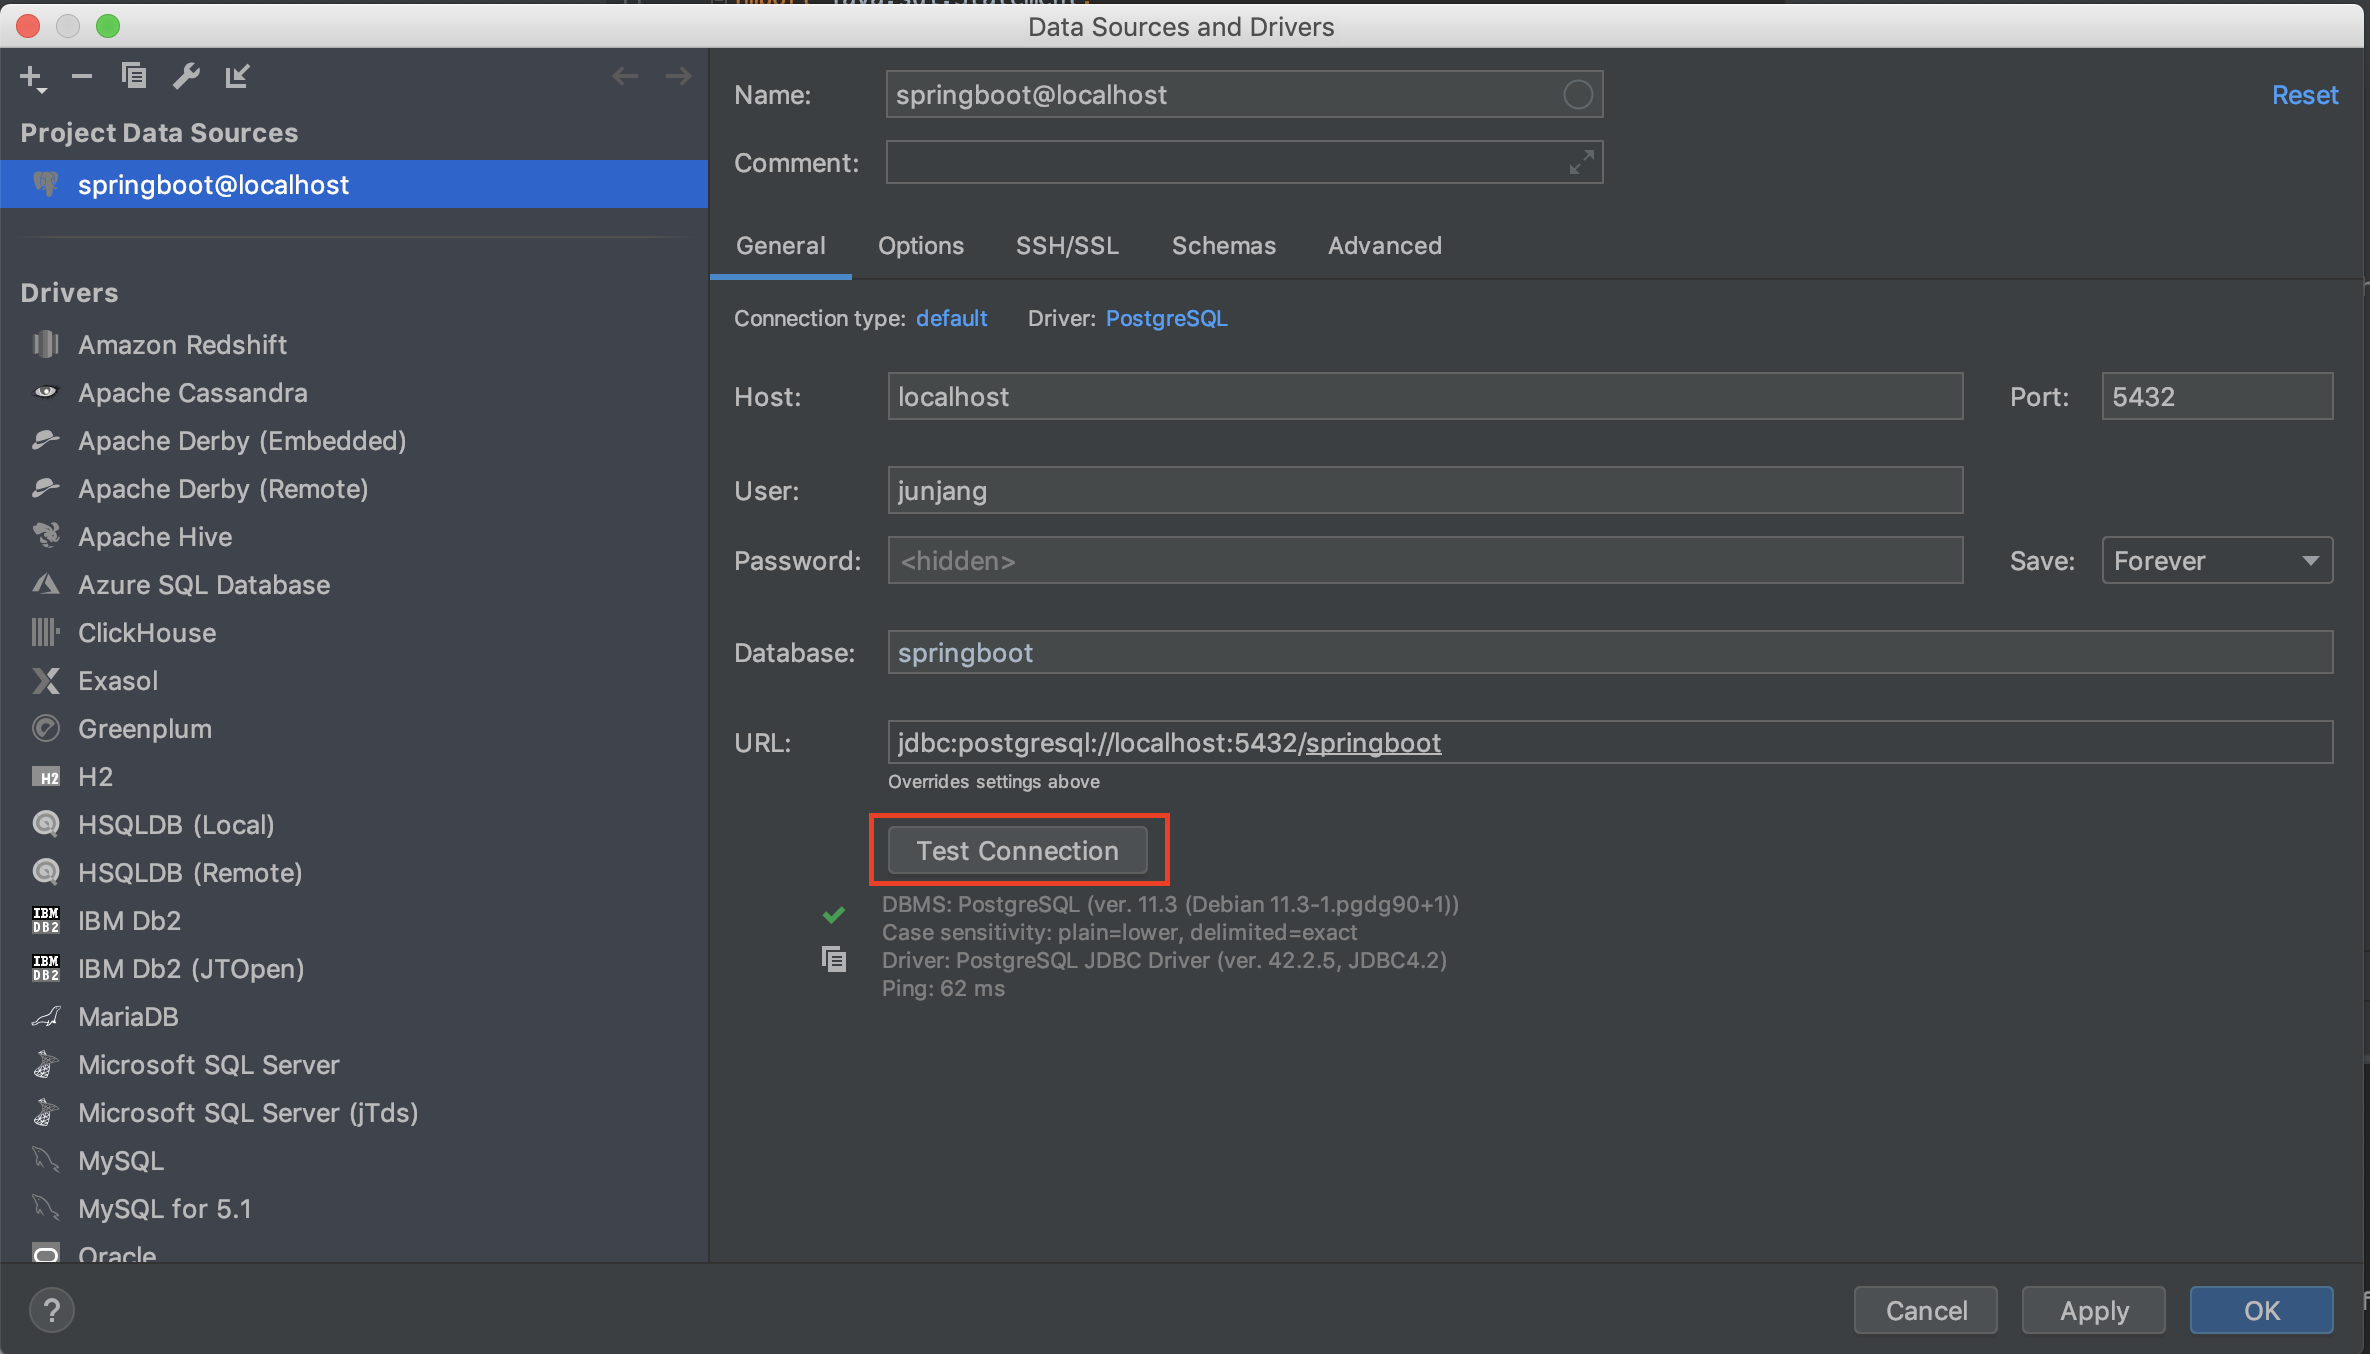 Data Sources and Drivers
Project Data Sources
springboot@localhost
Drivers
Amazon Redshift
Apache Cassandra
Apache Derby (Embedded)
Apache Derby (Remote)
Apache Hive
Azure SQL Database
ClickHouse
Exasol
Greenplum
H2 H2
HSQLDB (Local)
HSQLDB (Remote)
IBM DB2 IBM Db2
IBM DB2 IBM Db2 (JTOpen)
MariaDB
Microsoft SQL Server
Microsoft SQL Server (jTds)
MySQL
MySQL for 5.1
Oracle
Name: springboot@localhost
Reset
Comment:
General Options SSH/SSL Schemas Advanced
Connection type: default Driver: PostgreSQL
Host: localhost Port: 5432
User: junjang
Password: <hidden> Save: Forever
Database: springboot
URL: jdbc:postgresql://localhost:5432/springboot
Overrides settings above
Test Connection
DBMS: PostgreSQL (ver. 11.3 (Debian 11.3-1.pgdg90+1))
Case sensitivity: plain=lower, delimited=exact
Driver: PostgreSQL JDBC Driver (ver. 42.2.5, JDBC4.2)
Ping: 62 ms
? Cancel Apply OK